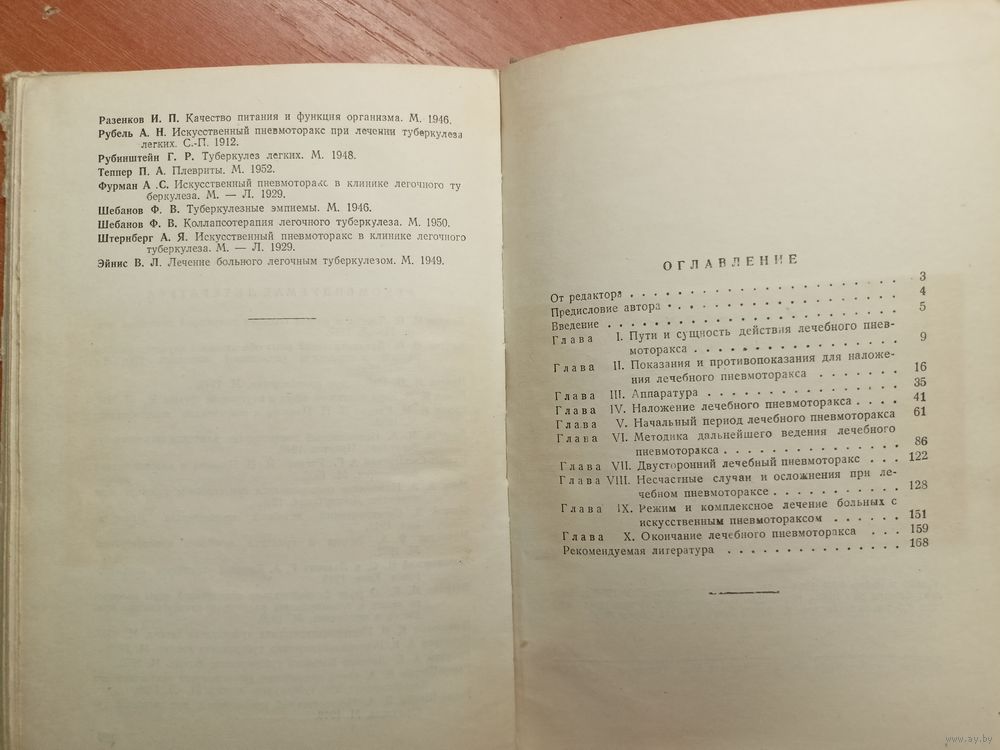 Разенков И. П. Качество питания и функция организма. М. 1946.
Рубель А. Н. Искусственный пневмоторакс при лечении туберкулеза
легких. С.-П. 1912.
Рубинштейн Г. Р. Туберкулез легких. М. 1948.
Теппер П. А. Плевриты. М. 1952.
Фурман А .С. Искусственный пневмоторакс в клинике легочного ту
беркулеза. М. — Л. 1929.
Шебанов Ф. В. Туберкулезные эмпиемы. М. 1946.
Шебанов Ф. В. Коллапсотерапия легочного туберкулеза. М. 1950.
Штернберг А. Я. Искусственный пневмоторакс в клинике легочного
туберкулеза. М. — Л. 1929.
Эйнис В. Л. Лечение больного легочным туберкулезом. М. 1949.
ОГЛАВЛЕНИЕ
От редактора . . . 3
Предисловие автора . . . 4
Введение . . . 5
Глава I. Пути и сущность действия лечебного пнев-
моторакса . . . 9
Глава II. Показания и противопоказания для наложе-
ния лечебного пневмоторакса . . . 16
Глава III. Аппаратура . . . 35
Глава IV. Наложение лечебного пневмоторакса . . . 41
Глава V. Начальный период лечебного пневмоторакса 61
Глава VI. Методика дальнейшего ведения лечебного
пневмоторакса . . . 86
Глава VII. Двусторонний лечебный пневмоторакс . . . 122
Глава VIII. Несчастные случаи и осложнения при ле-
чебном пневмотораксе . . . 128
Глава IX. Режим и комплексное лечение больных с
искусственным пневмотораксом . . . 151
Глава X. Окончание лечебного пневмоторакса . . . 159
Рекомендуемая литература . . . 168
www.ay.by